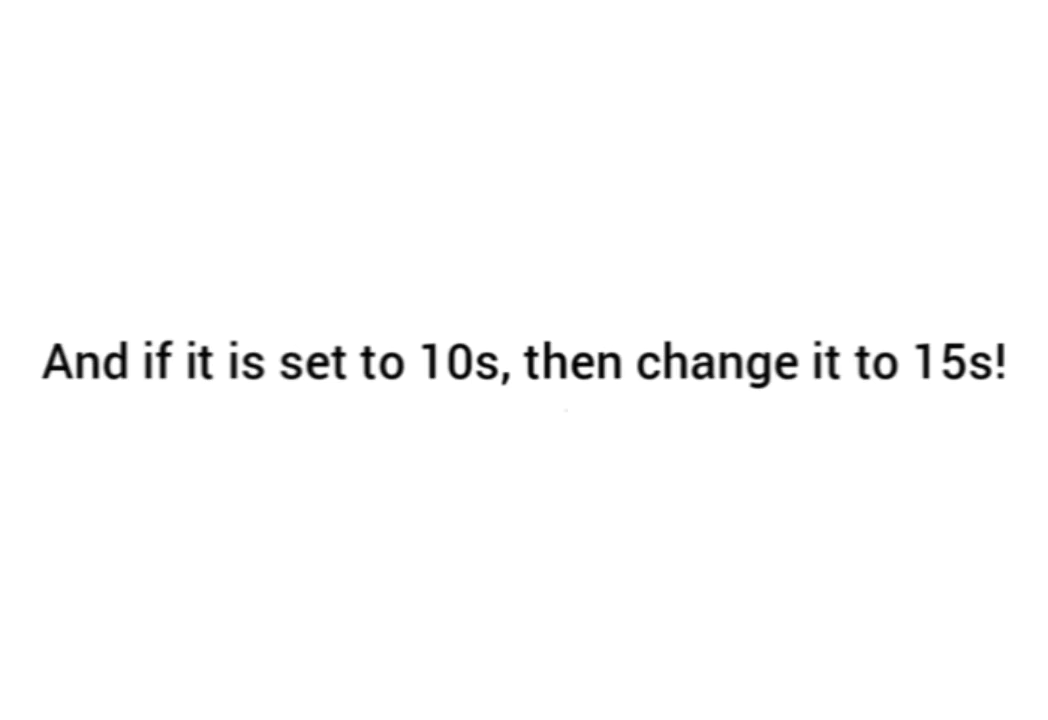 And if it is set to 10s, then change it to 15s!